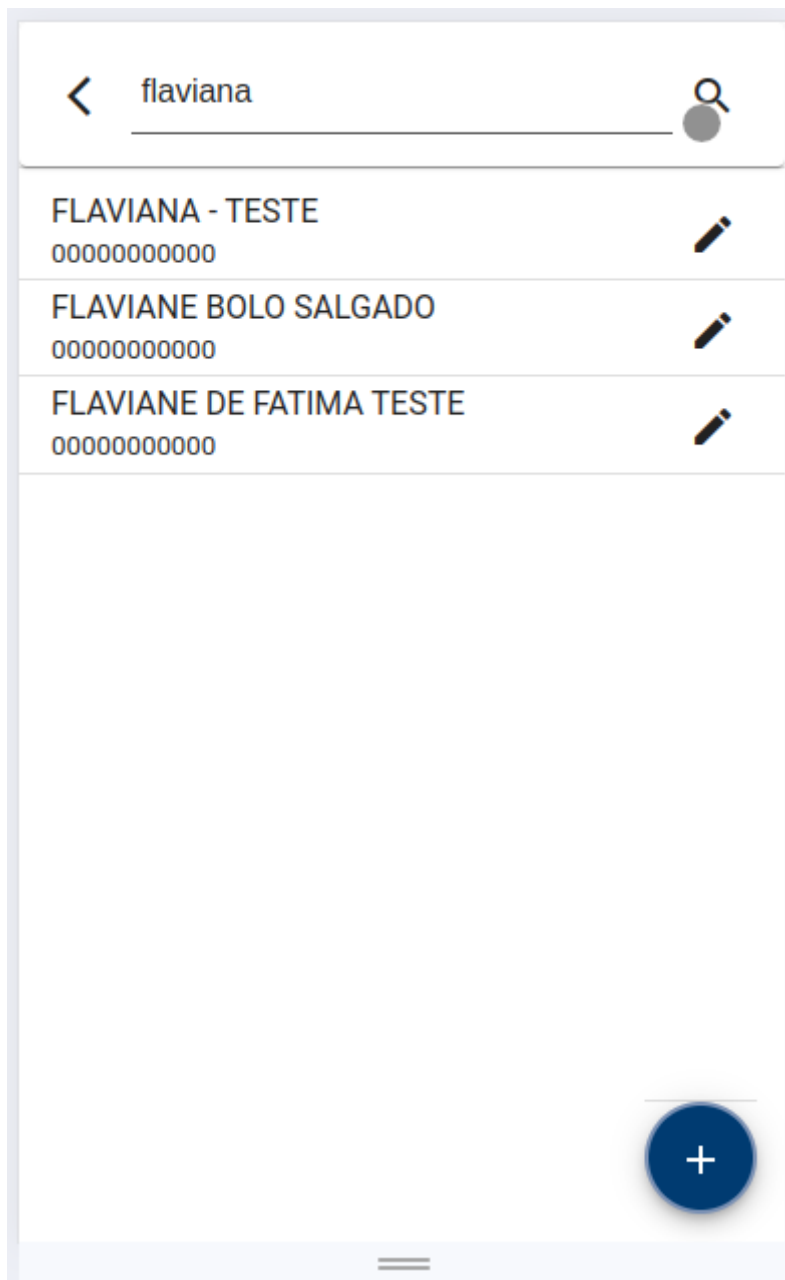 flaviana
FLAVIANA - TESTE
00000000000
FLAVIANE BOLO SALGADO
00000000000
FLAVIANE DE FATIMA TESTE
00000000000
+